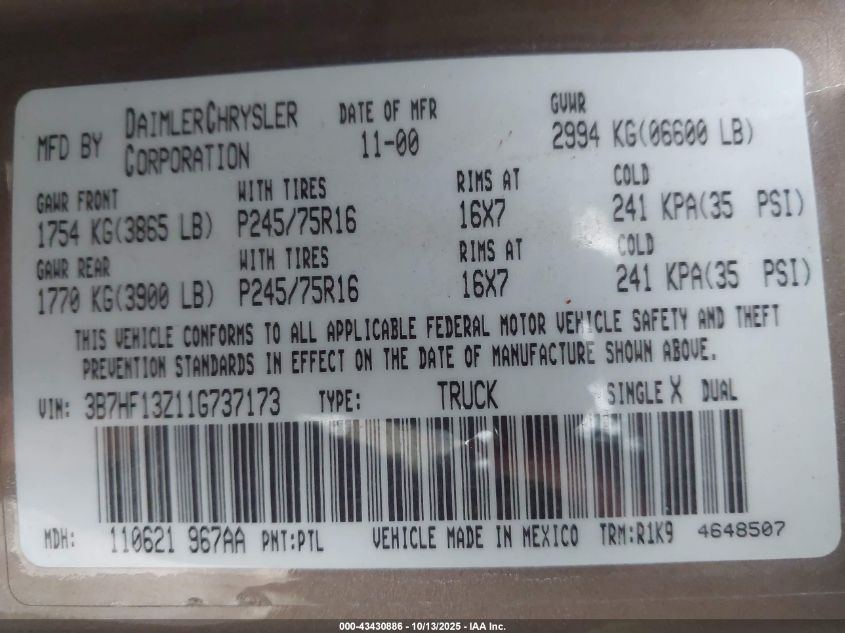 MFD BY DAIMLERCHRYSLER CORPORATION
DATE OF MFR 11-00
GVWR 2994 KG(06600 LB)
GAWR FRONT WITH TIRES RIMS AT COLD
1754 KG(3865 LB) P245/75R16 16X7 241 KPA(35 PSI)
GAWR REAR WITH TIRES RIMS AT COLD
1770 KG(3900 LB) P245/75R16 16X7 241 KPA(35 PSI)
THIS VEHICLE CONFORMS TO ALL APPLICABLE FEDERAL MOTOR VEHICLE SAFETY AND THEFT
PREVENTION STANDARDS IN EFFECT ON THE DATE OF MANUFACTURE SHOWN ABOVE.
VIN: 3B7HF13Z11G737173 TYPE: TRUCK SINGLE X DUAL
MDH: 110621 967AA PNT:PTL VEHICLE MADE IN MEXICO TRM:R1K9 4648507
000-43430886 - 10/13/2025 - IAA Inc.